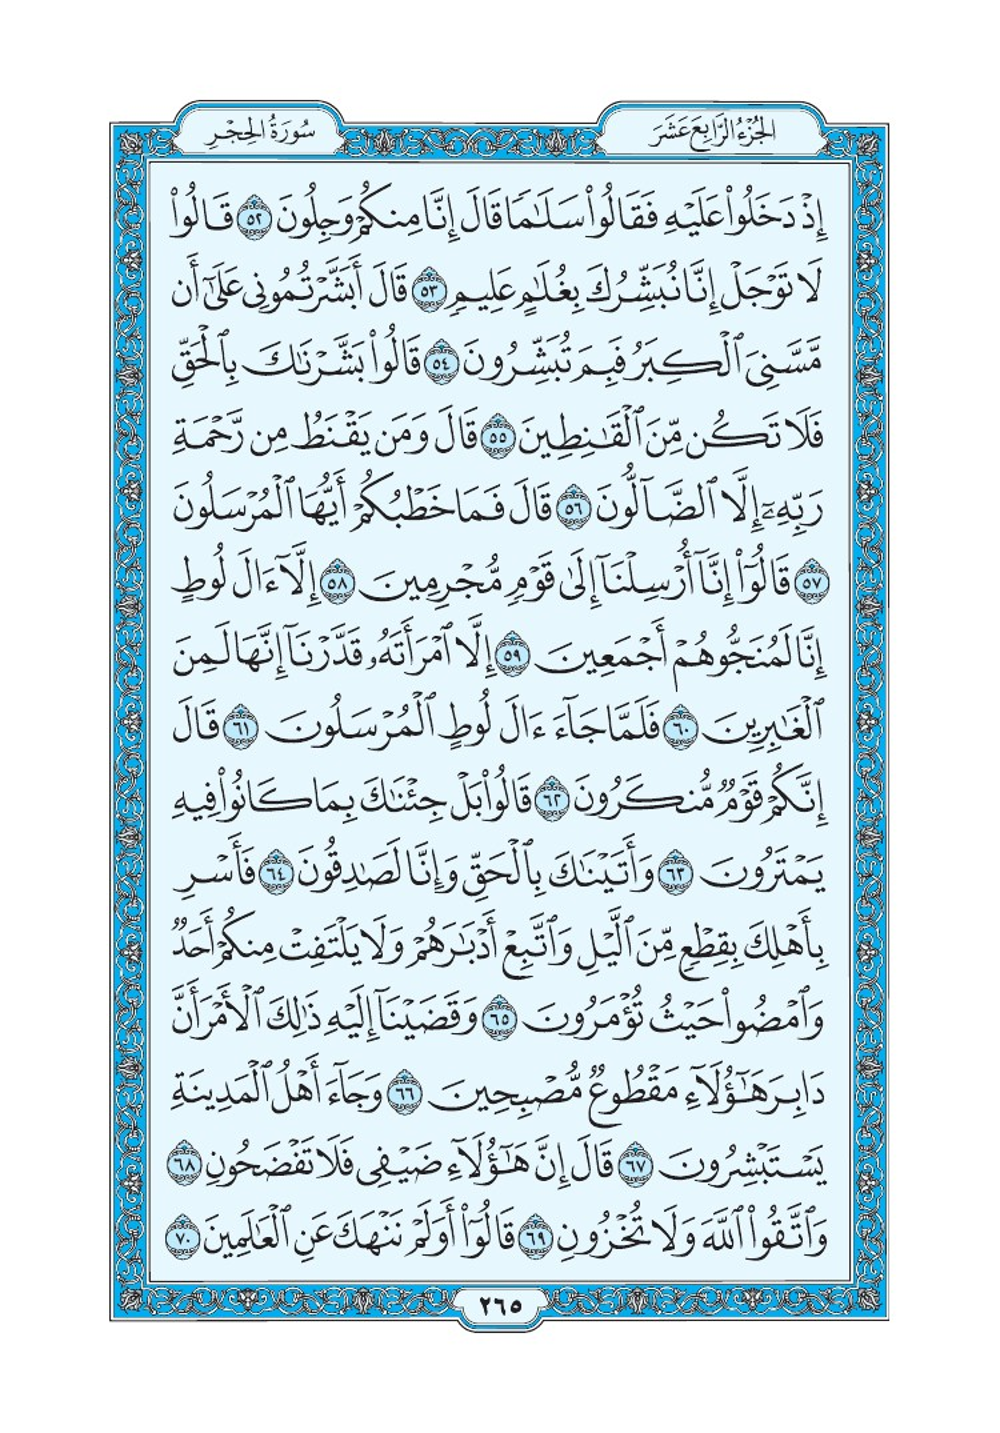 سُورَةُ الحِجْرِ
الجُزْءُ الرَّابِعَ عَشَرَ
إِذۡ دَخَلُواْ عَلَيۡهِ فَقَالُواْ سَلَٰمٗا قَالَ إِنَّا مِنكُمۡ وَجِلُونَ ٥٢ قَالُواْ
لَا تَوۡجَلۡ إِنَّا نُبَشِّرُكَ بِغُلَٰمٍ عَلِيمٖ ٥٣ قَالَ أَبَشَّرۡتُمُونِي عَلَىٰٓ أَن
مَّسَّنِيَ ٱلۡكِبَرُ فَبِمَ تُبَشِّرُونَ ٥٤ قَالُواْ بَشَّرۡنَٰكَ بِٱلۡحَقِّ
فَلَا تَكُن مِّنَ ٱلۡقَٰنِطِينَ ٥٥ قَالَ وَمَن يَقۡنَطُ مِن رَّحۡمَةِ
رَبِّهِۦٓ إِلَّا ٱلضَّآلُّونَ ٥٦ قَالَ فَمَا خَطۡبُكُمۡ أَيُّهَا ٱلۡمُرۡسَلُونَ
٥٧ قَالُوٓاْ إِنَّآ أُرۡسِلۡنَآ إِلَىٰ قَوۡمٖ مُّجۡرِمِينَ ٥٨ إِلَّآ ءَالَ لُوطٍ
إِنَّا لَمُنَجُّوهُمۡ أَجۡمَعِينَ ٥٩ إِلَّا ٱمۡرَأَتَهُۥ قَدَّرۡنَآ إِنَّهَا لَمِنَ
ٱلۡغَٰبِرِينَ ٦٠ فَلَمَّا جَآءَ ءَالَ لُوطٍ ٱلۡمُرۡسَلُونَ ٦١ قَالَ
إِنَّكُمۡ قَوۡمٞ مُّنكَرُونَ ٦٢ قَالُواْ بَلۡ جِئۡنَٰكَ بِمَا كَانُواْ فِيهِ
يَمۡتَرُونَ ٦٣ وَأَتَيۡنَٰكَ بِٱلۡحَقِّ وَإِنَّا لَصَٰدِقُونَ ٦٤ فَأَسۡرِ
بِأَهۡلِكَ بِقِطۡعٖ مِّنَ ٱلَّيۡلِ وَٱتَّبِعۡ أَدۡبَٰرَهُمۡ وَلَا يَلۡتَفِتۡ مِنكُمۡ أَحَدٞ
وَٱمۡضُواْ حَيۡثُ تُؤۡمَرُونَ ٦٥ وَقَضَيۡنَآ إِلَيۡهِ ذَٰلِكَ ٱلۡأَمۡرَ أَنَّ
دَابِرَ هَٰٓؤُلَآءِ مَقۡطُوعٞ مُّصۡبِحِينَ ٦٦ وَجَآءَ أَهۡلُ ٱلۡمَدِينَةِ
يَسۡتَبۡشِرُونَ ٦٧ قَالَ إِنَّ هَٰٓؤُلَآءِ ضَيۡفِي فَلَا تَفۡضَحُونِ ٦٨
وَٱتَّقُواْ ٱللَّهَ وَلَا تُخۡزُونِ ٦٩ قَالُوٓاْ أَوَلَمۡ نَنۡهَكَ عَنِ ٱلۡعَٰلَمِينَ ٧٠
٢٦٥